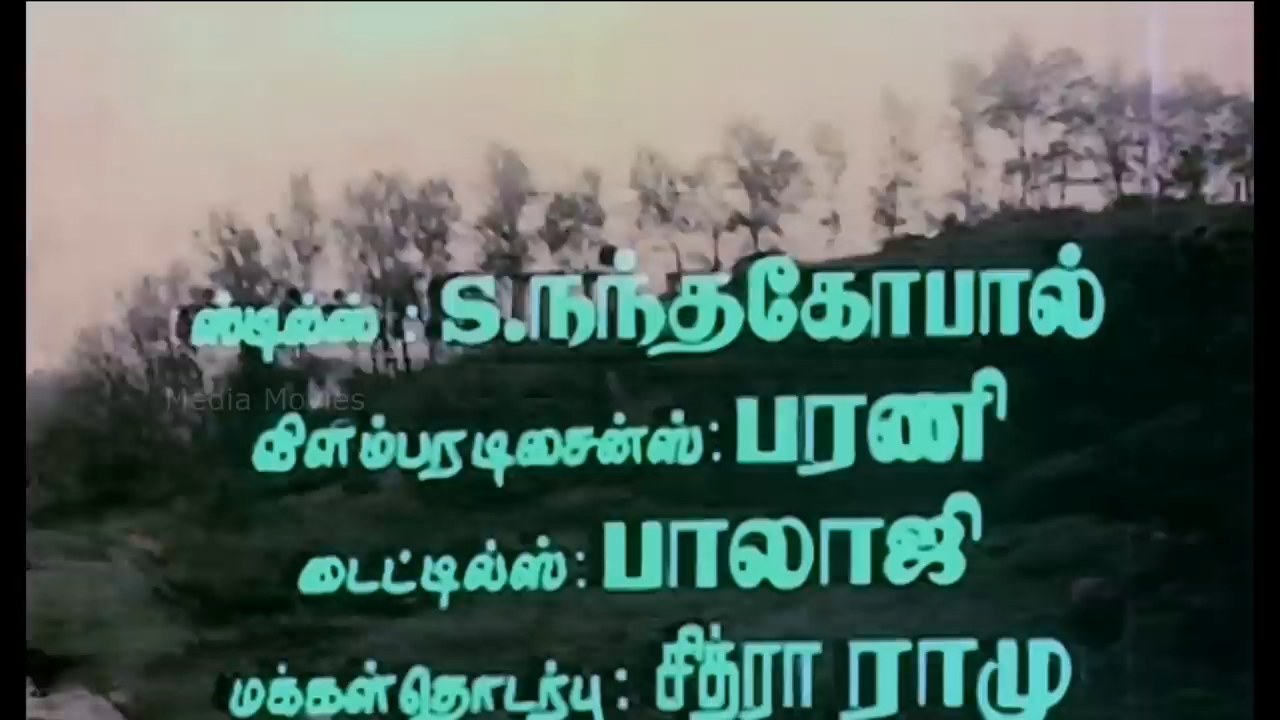 ஸ்டில்ஸ் : S.நந்தகோபால்
Media Movies
விளம்பர டிசைன்ஸ் : பரணி
டைட்டில்ஸ் : பாலாஜி
மக்கள் தொடர்பு : சித்ரா ராமு